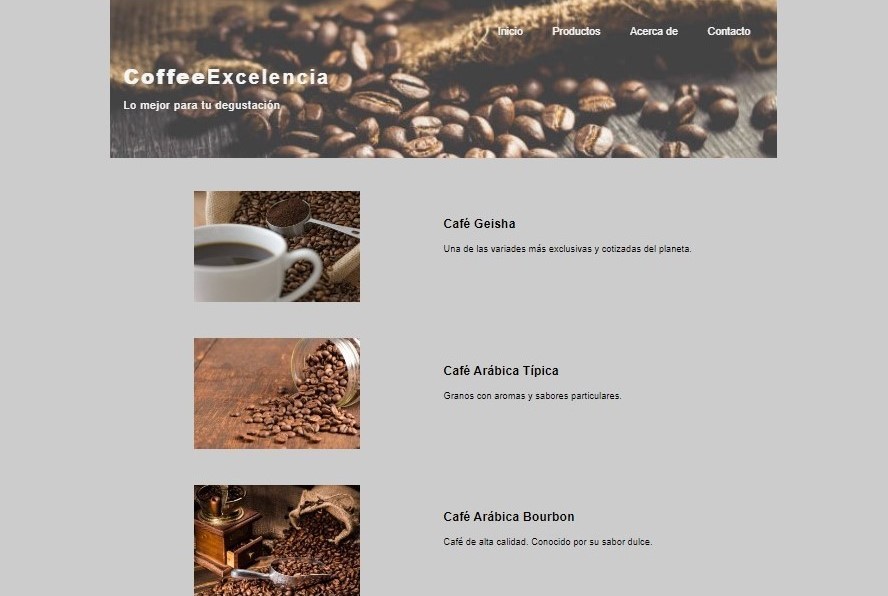 Inicio Productos Acerca de Contacto
CoffeeExcelencia
Lo mejor para tu degustación
Café Geisha
Una de las variades más exclusivas y cotizadas del planeta.
Café Arábica Típica
Granos con aromas y sabores particulares.
Café Arábica Bourbon
Café de alta calidad. Conocido por su sabor dulce.